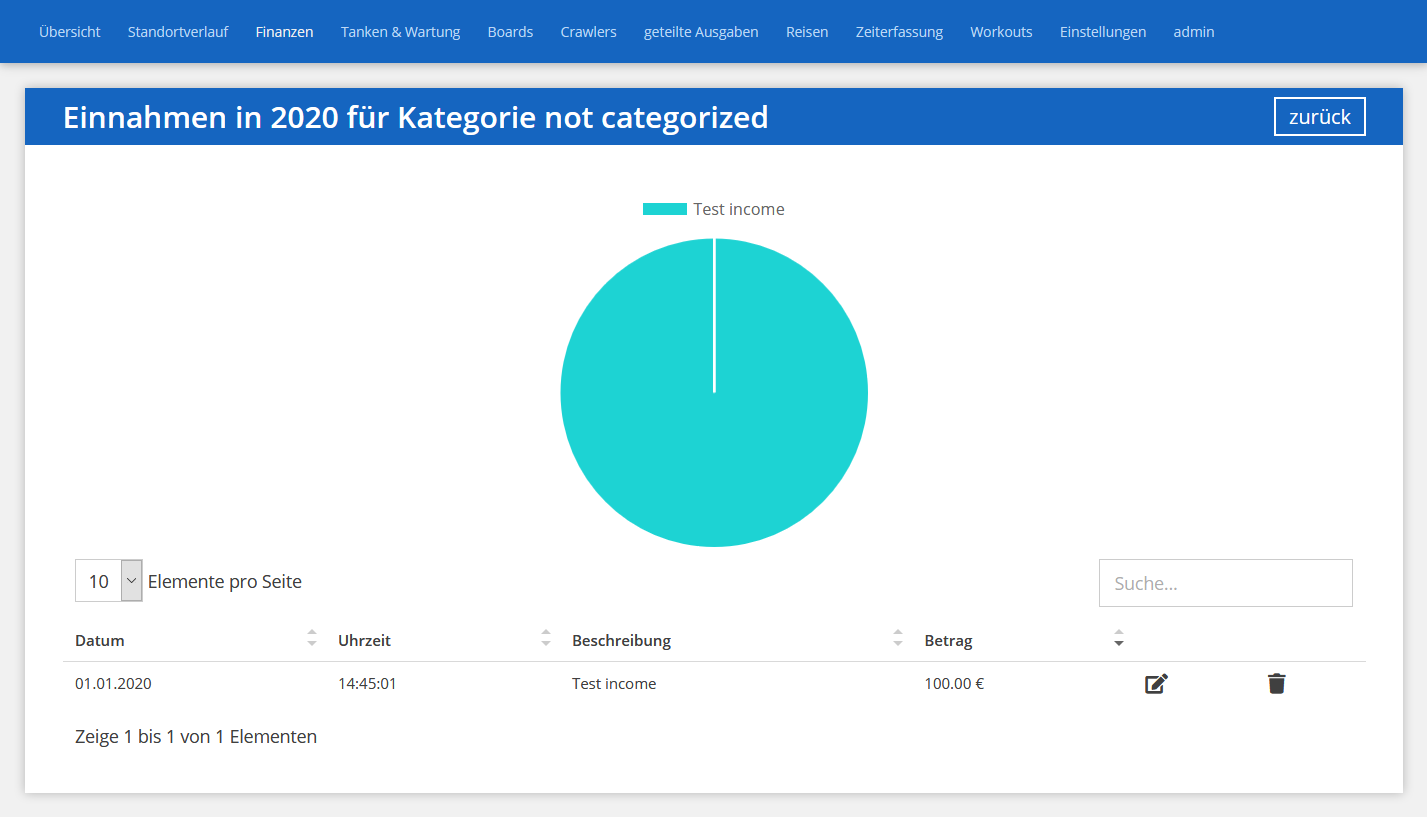 Übersicht Standortverlauf Finanzen Tanken & Wartung Boards Crawlers geteilte Ausgaben Reisen Zeiterfassung Workouts Einstellungen admin
Einnahmen in 2020 für Kategorie not categorized zurück
Test income
10 Elemente pro Seite Suche...
Datum Uhrzeit Beschreibung Betrag
01.01.2020 14:45:01 Test income 100.00 €
Zeige 1 bis 1 von 1 Elementen